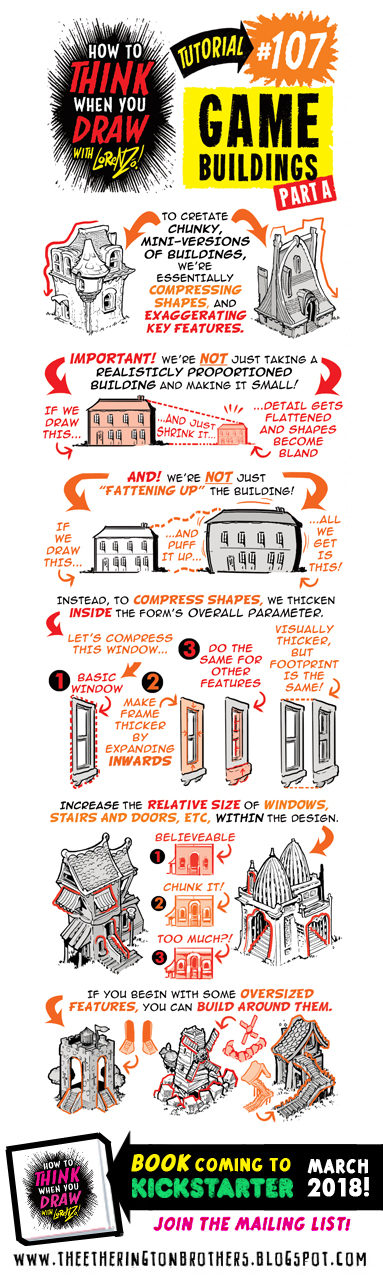 HOW TO
THINK
WHEN YOU
DRAW
WITH LORENZO!
TUTORIAL
#107
GAME
BUILDINGS
PART A
TO CRETATE
CHUNKY,
MINI-VERSIONS
OF BUILDINGS,
WE'RE
ESSENTIALLY
COMPRESSING
SHAPES, AND
EXAGGERATING
KEY FEATURES.
IMPORTANT! WE'RE NOT JUST TAKING A
REALISTICLY PROPORTIONED
BUILDING AND MAKING IT SMALL!
IF WE
DRAW
THIS...
...AND JUST
SHRINK IT...
...DETAIL GETS
FLATTENED
AND SHAPES
BECOME
BLAND
AND! WE'RE NOT JUST
"FATTENING UP" THE BUILDING!
IF
WE
DRAW
THIS...
...AND
PUFF
IT UP...
...ALL
WE
GET
IS
THIS!
INSTEAD, TO COMPRESS SHAPES, WE THICKEN
INSIDE THE FORM'S OVERALL PARAMETER.
LET'S COMPRESS
THIS WINDOW...
1 BASIC
WINDOW
2
MAKE
FRAME
THICKER
BY
EXPANDING
INWARDS
3 DO THE
SAME FOR
OTHER
FEATURES
VISUALLY
THICKER,
BUT
FOOTPRINT IS
THE SAME!
INCREASE THE RELATIVE SIZE OF WINDOWS,
STAIRS AND DOORS, ETC, WITHIN THE DESIGN.
BELIEVEABLE
1
CHUNK IT!
2
TOO MUCH?!
3
IF YOU BEGIN WITH SOME OVERSIZED
FEATURES, YOU CAN BUILD AROUND THEM.
HOW TO
THINK
WHEN YOU
DRAW
WITH LORENZO!
BOOK COMING TO
KICKSTARTER
MARCH
2018!
JOIN THE MAILING LIST!
WWW.THEETHERINGTONBROTHERS.BLOGSPOT.COM